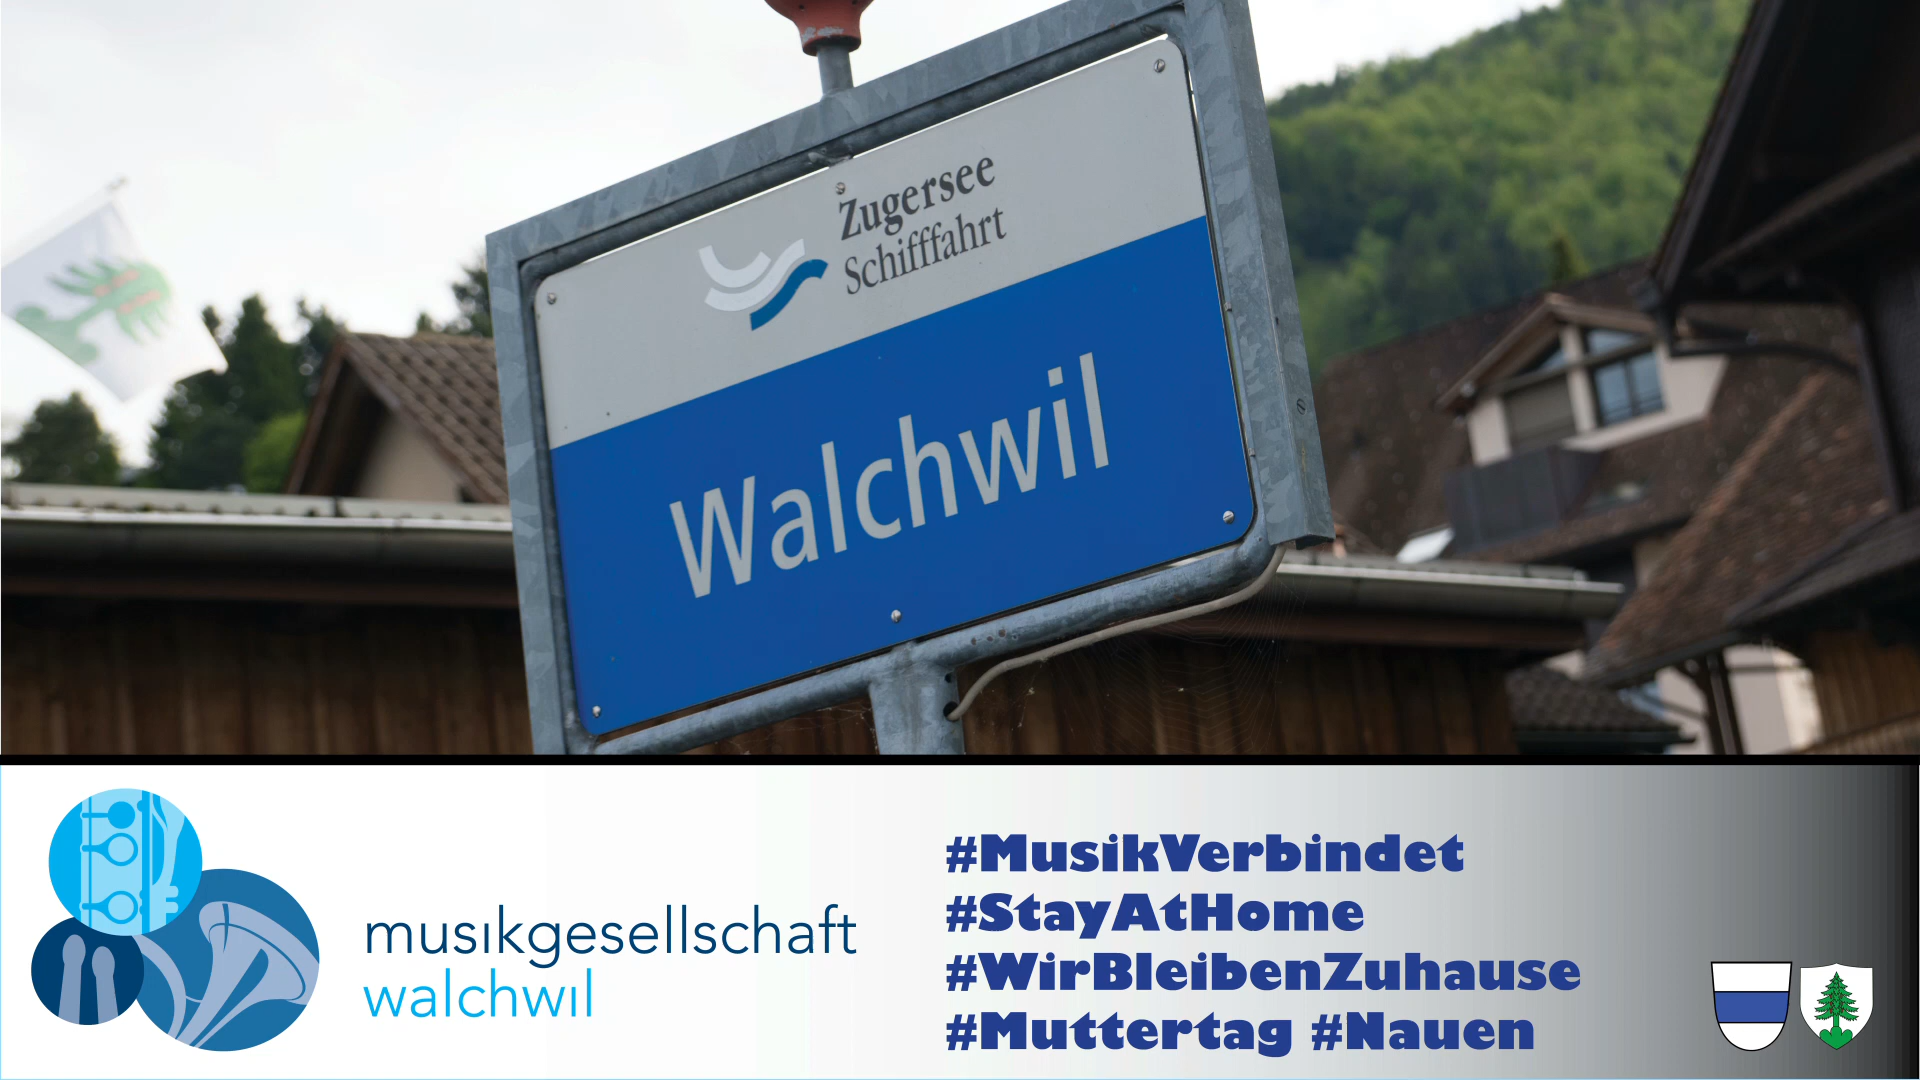 Zugersee
Schifffahrt
Walchwil
musikgesellschaft
walchwil
#MusikVerbindet
#StayAtHome
#WirBleibenZuhause
#Muttertag #Nauen